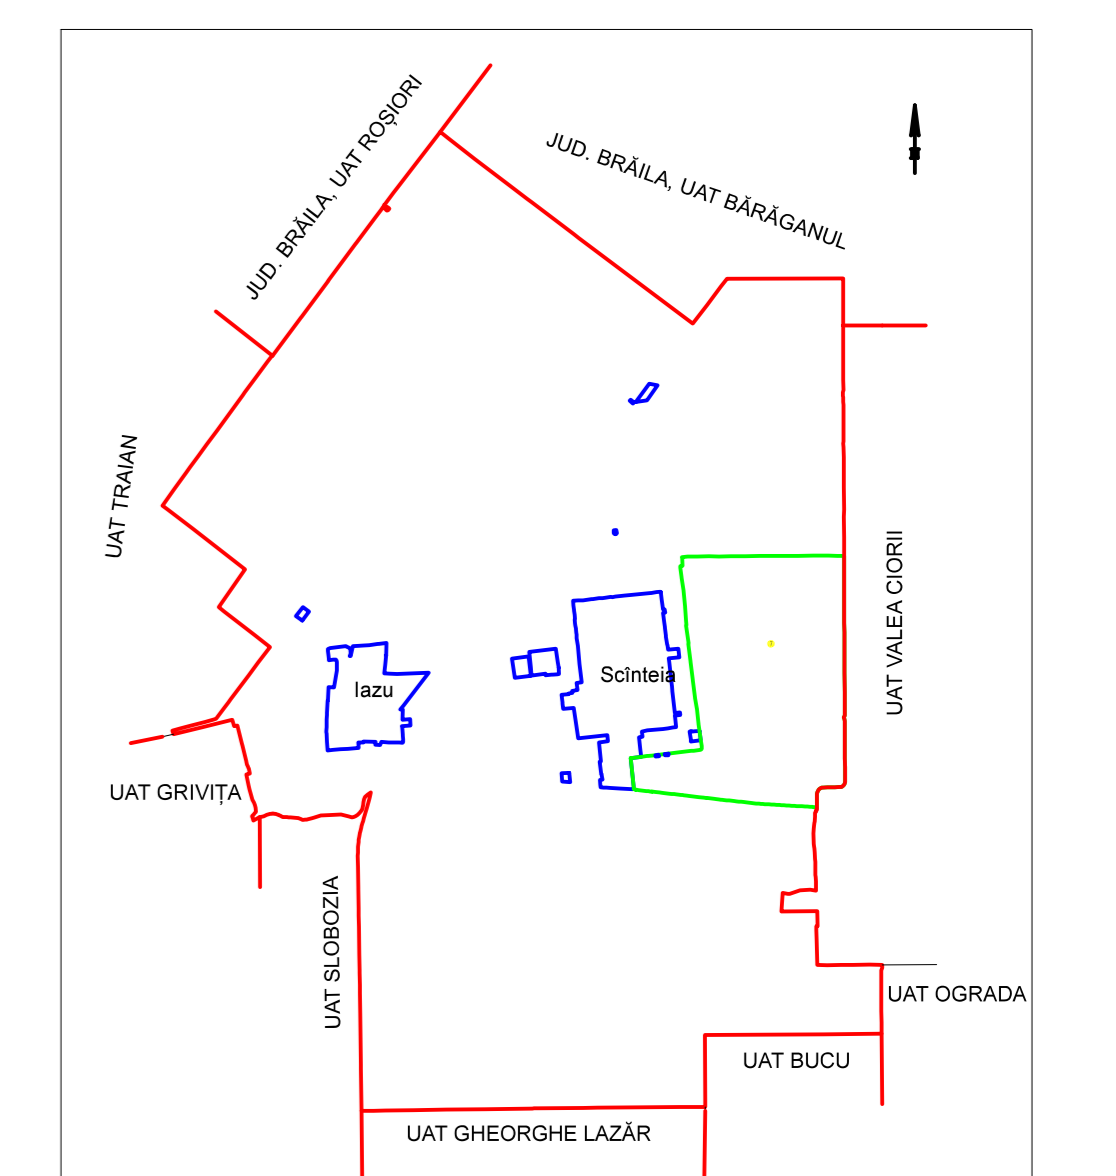 JUD. BRĂILA, UAT ROȘIORI
JUD. BRĂILA, UAT BĂRĂGANUL
UAT TRAIAN
UAT VALEA CIORII
Scînteia
Iazu
UAT GRIVIȚA
UAT SLOBOZIA
UAT OGRADA
UAT BUCU
UAT GHEORGHE LAZĂR